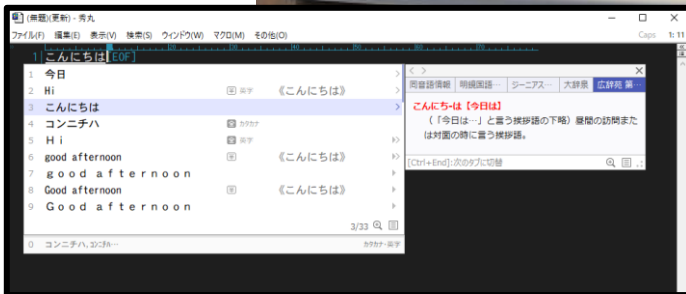 (無題)(更新) - 秀丸
ファイル(F) 編集(E) 表示(V) 検索(S) ウィンドウ(W) マクロ(M) その他(O)
Caps 1: 11
1 こんにちは[EOF]
1 今日
2 Hi 英字 《こんにちは》
3 こんにちは
4 コンニチハ カタカナ
5 Ｈｉ 英字
6 good afternoon 《こんにちは》
7 ｇｏｏｄ ａｆｔｅｒｎｏｏｎ
8 Good afternoon 《こんにちは》
9 Ｇｏｏｄ ａｆｔｅｒｎｏｏｎ
3/33
0 コンニチハ, ｺﾝﾆﾁﾊ… カタカナ・英字
同音語情報 明鏡国語… ジーニアス… 大辞泉 広辞苑 第…
こんにち-は【今日は】
（「今日は…」と言う挨拶語の下略）昼間の訪問また
は対面の時に言う挨拶語。
[Ctrl+End]:次のタブに切替